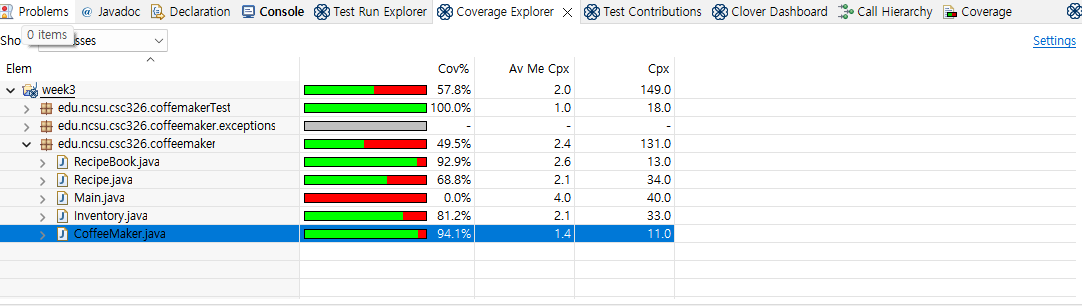 Problems @ Javadoc Declaration Console Test Run Explorer Coverage Explorer Test Contributions Clover Dashboard Call Hierarchy Coverage
Sho sses Settings
0 items
Elem Cov% Av Me Cpx Cpx
week3 57.8% 2.0 149.0
edu.ncsu.csc326.coffemakerTest 100.0% 1.0 18.0
edu.ncsu.csc326.coffeemaker.exceptions - - -
edu.ncsu.csc326.coffeemaker 49.5% 2.4 131.0
RecipeBook.java 92.9% 2.6 13.0
Recipe.java 68.8% 2.1 34.0
Main.java 0.0% 4.0 40.0
Inventory.java 81.2% 2.1 33.0
CoffeeMaker.java 94.1% 1.4 11.0